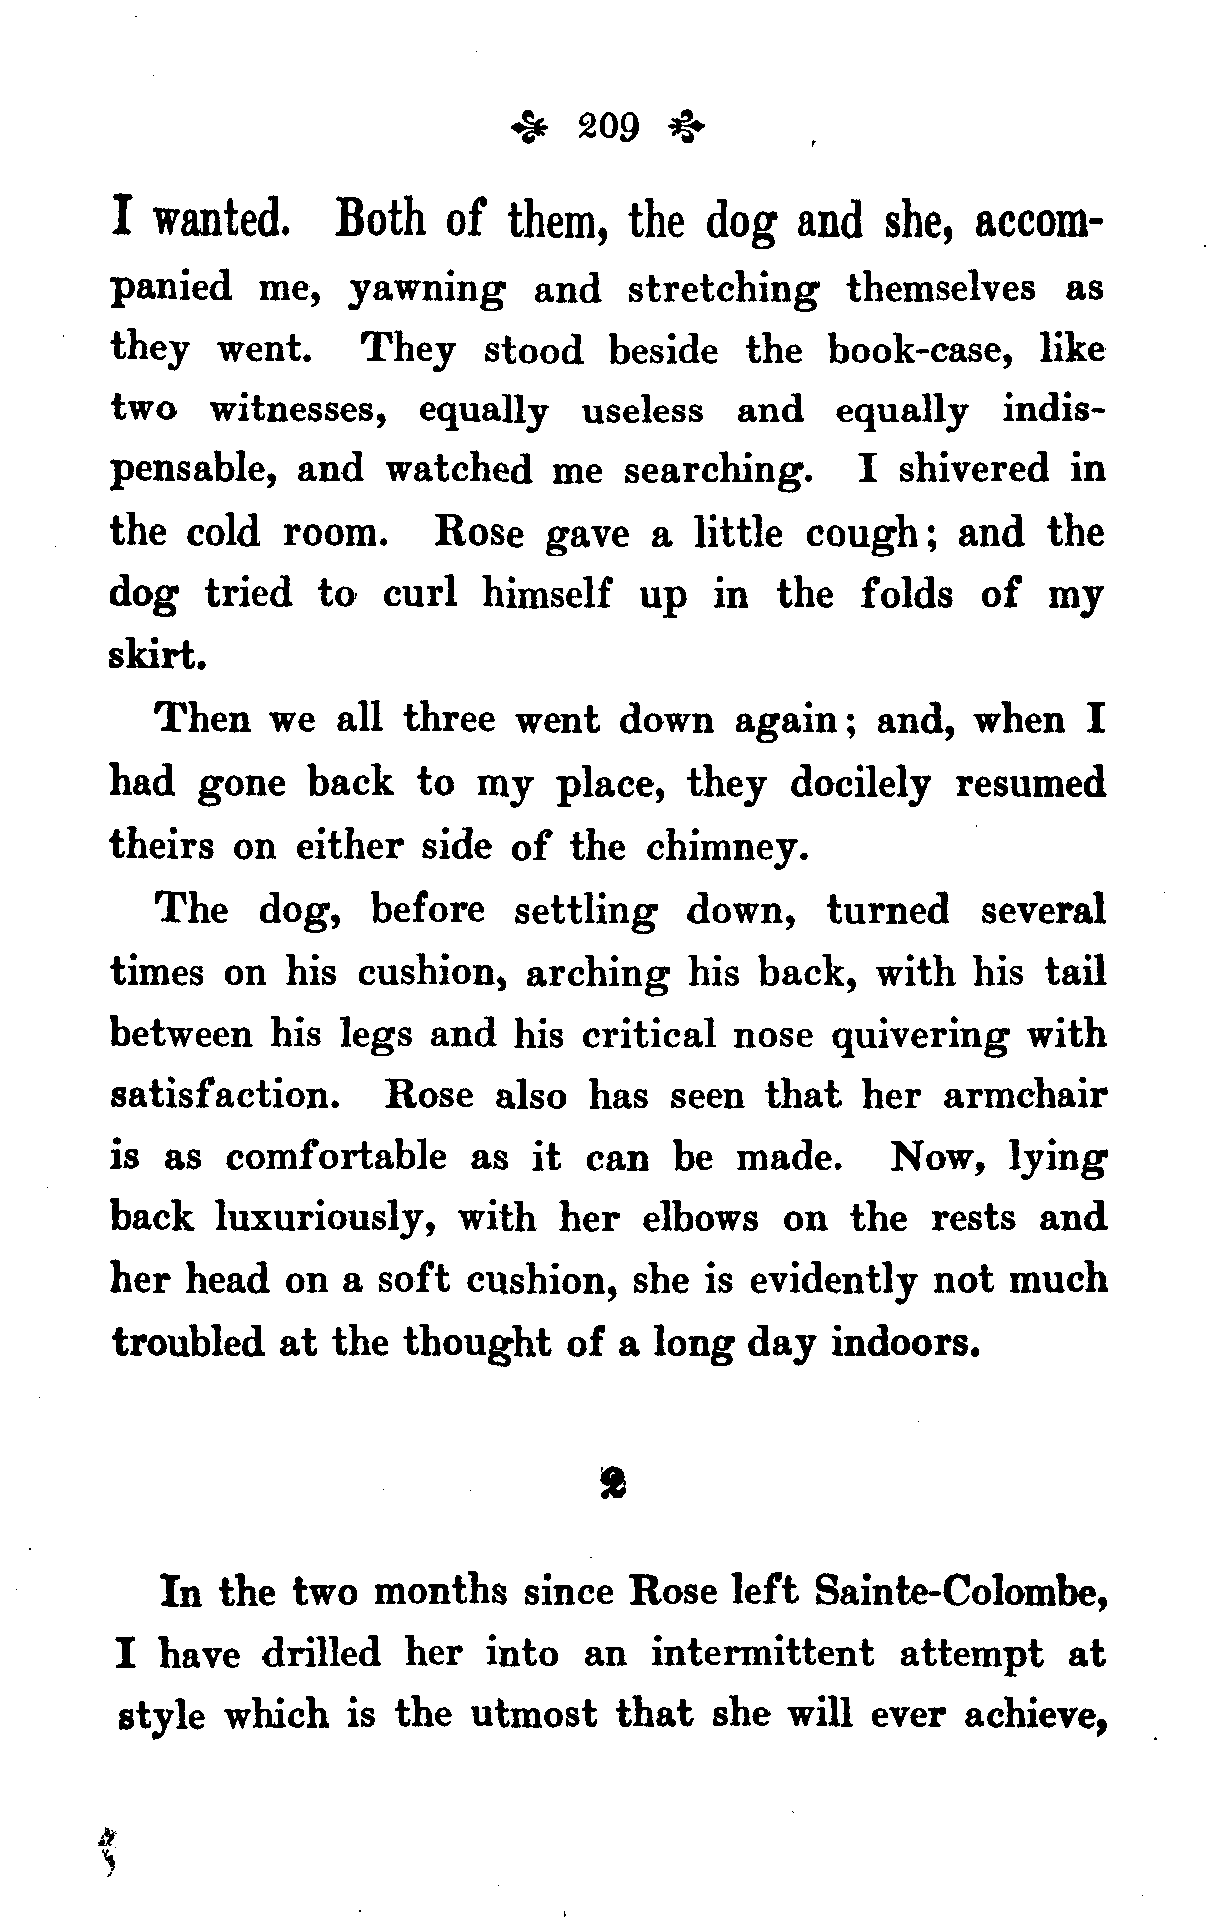 209
I wanted. Both of them, the dog and she, accom-
panied me, yawning and stretching themselves as
they went. They stood beside the book-case, like
two witnesses, equally useless and equally indis-
pensable, and watched me searching. I shivered in
the cold room. Rose gave a little cough; and the
dog tried to curl himself up in the folds of my
skirt.
Then we all three went down again; and, when I
had gone back to my place, they docilely resumed
theirs on either side of the chimney.
The dog, before settling down, turned several
times on his cushion, arching his back, with his tail
between his legs and his critical nose quivering with
satisfaction. Rose also has seen that her armchair
is as comfortable as it can be made. Now, lying
back luxuriously, with her elbows on the rests and
her head on a soft cushion, she is evidently not much
troubled at the thought of a long day indoors.
2
In the two months since Rose left Sainte-Colombe,
I have drilled her into an intermittent attempt at
style which is the utmost that she will ever achieve,